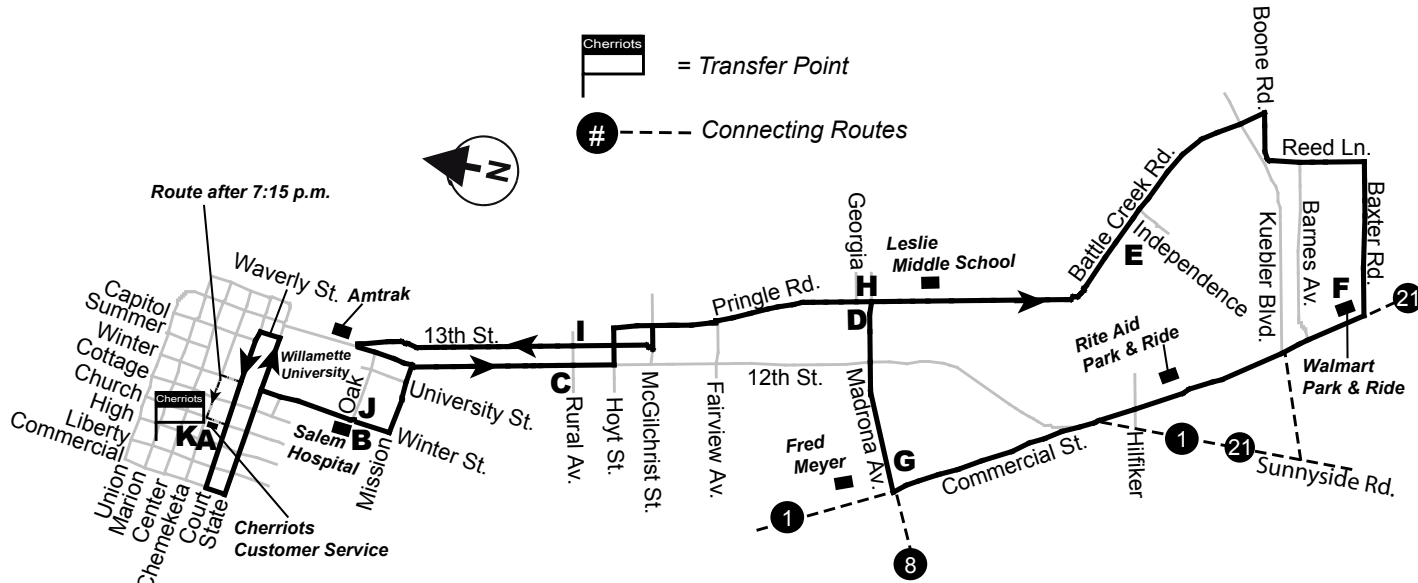 Cherriots
= Transfer Point
#
Connecting Routes
N
Boone Rd.
Reed Ln.
Baxter Rd.
Battle Creek Rd.
Independence
E
Kuebler Blvd.
Barnes Av.
F
21
Walmart
Park & Ride
Rite Aid
Park & Ride
Georgia
Leslie
Middle School
H
D
Pringle Rd.
Route after 7:15 p.m.
Waverly St.
Amtrak
Capitol
Summer
Winter
Cottage
Church
High
Liberty
Commercial
Willamette
University
13th St.
I
C
12th St.
University St.
Oak
J
B
Winter St.
Salem
Hospital
Mission
Cherriots
K
A
Rural Av.
Hoyt St.
McGilchrist St.
Fairview Av.
Madrona Av.
G
Fred
Meyer
Commercial St.
Hilfiker
1
21
Sunnyside Rd.
1
8
Union
Marion
Center
Chemeketa
Court
State
Cherriots
Customer Service